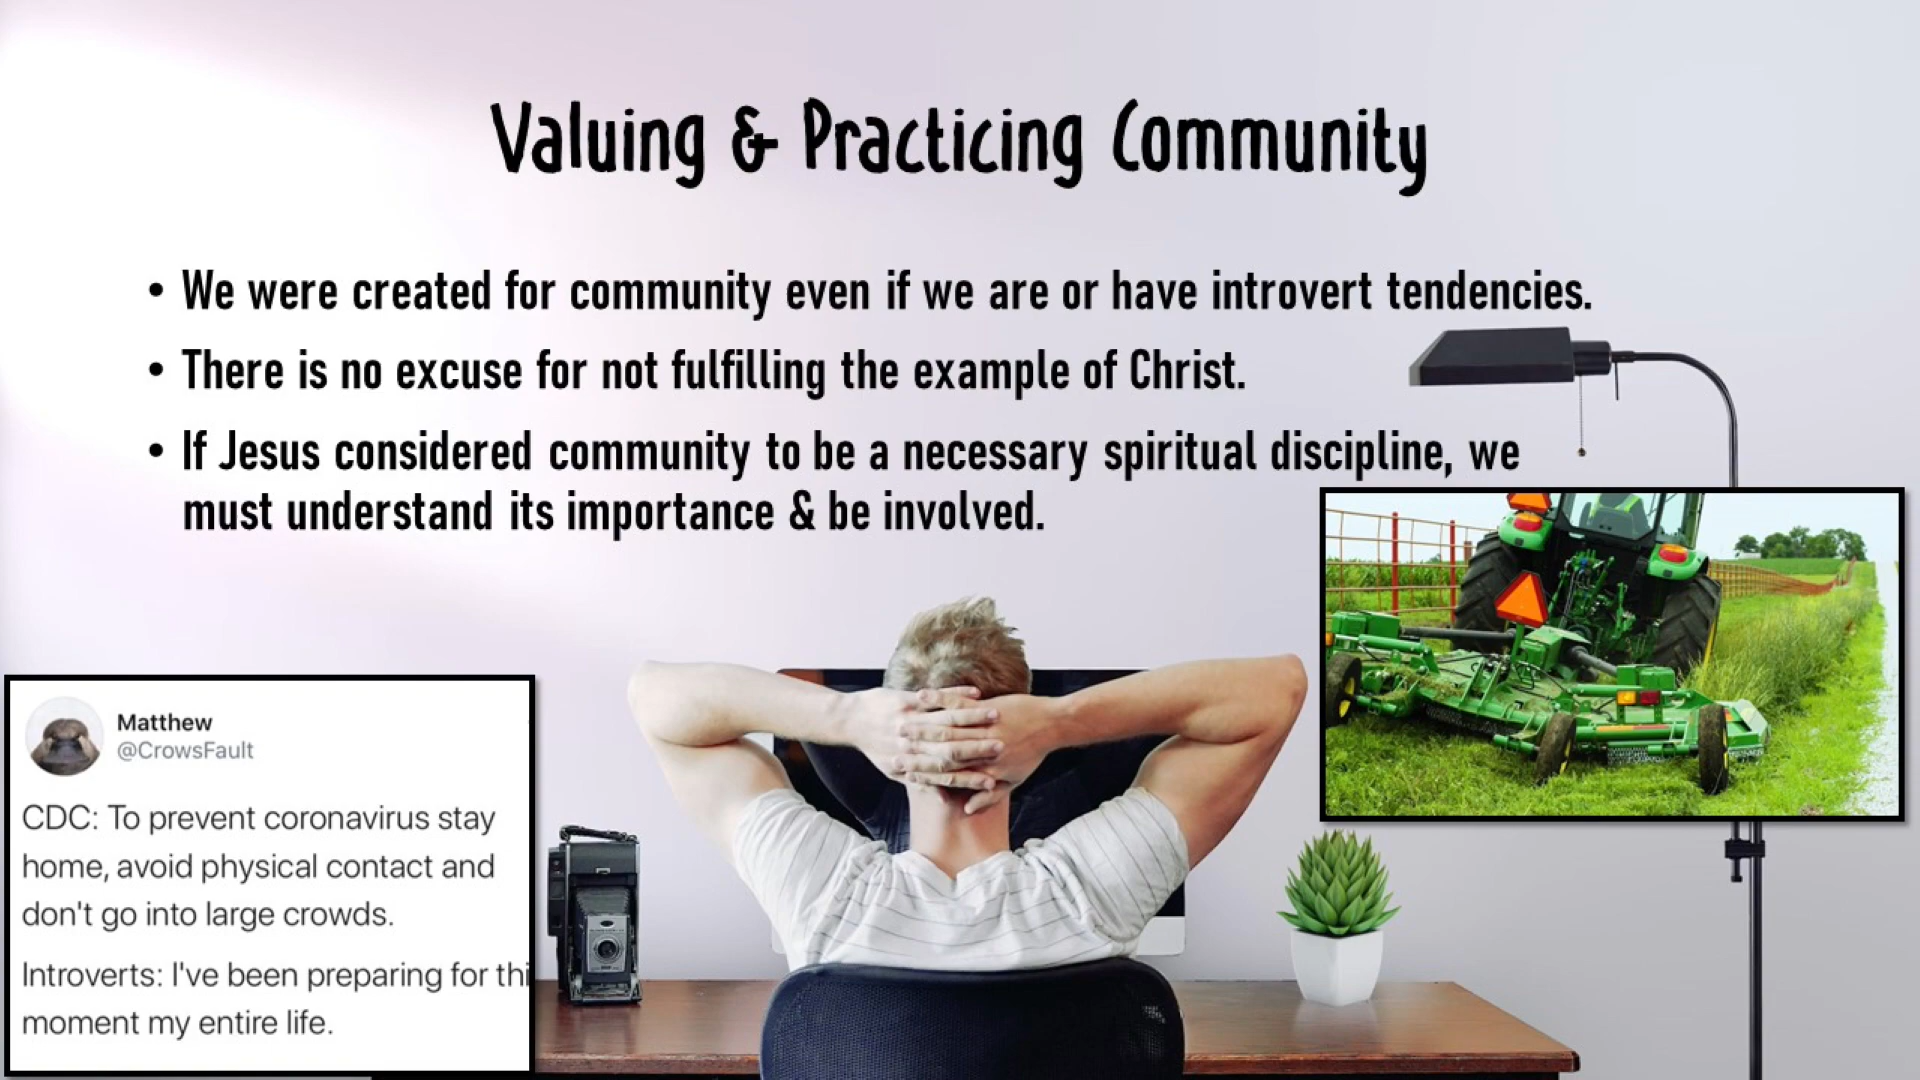 Valuing & Practicing Community
• We were created for community even if we are or have introvert tendencies.
• There is no excuse for not fulfilling the example of Christ.
• If Jesus considered community to be a necessary spiritual discipline, we
must understand its importance & be involved.
Matthew
@CrowsFault
CDC: To prevent coronavirus stay
home, avoid physical contact and
don't go into large crowds.
Introverts: I've been preparing for thi
moment my entire life.